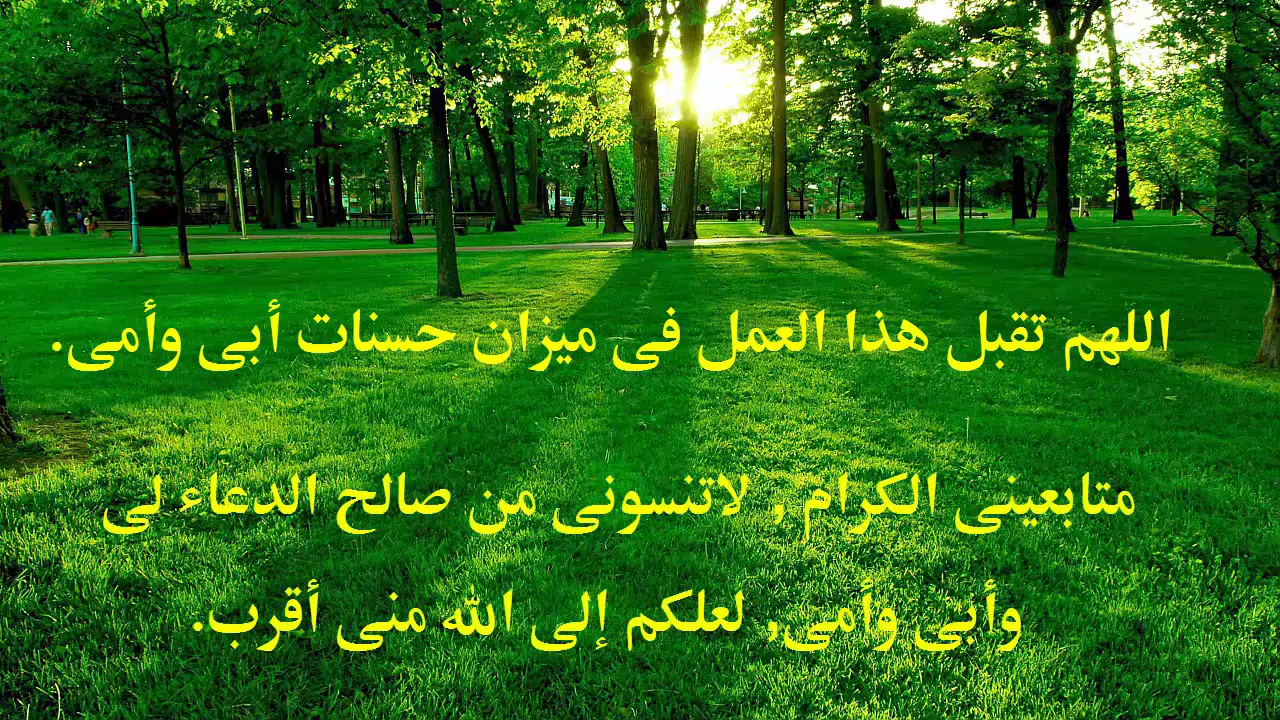 اللهم تقبل هذا العمل فى ميزان حسنات أبى وأمى.
متابعينى الكرام, لاتنسونى من صالح الدعاء لى
وأبى وأمى, لعلكم إلى الله منى أقرب.